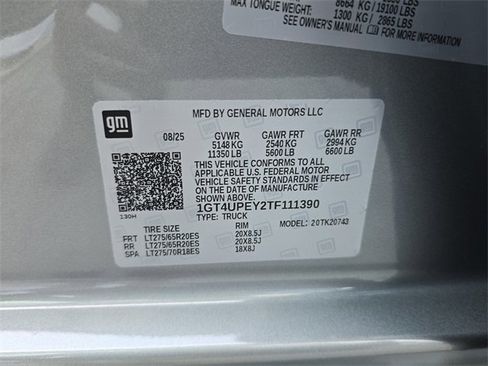 8664 KG/19100 LBS
MAX TONGUE WEIGHT: 1300 KG / 2865 LBS
SEE OWNER'S MANUAL FOR MORE INFORMATION
gm
MFD BY GENERAL MOTORS LLC
08/25 GVWR GAWR FRT GAWR RR
5148 KG 2540 KG 2994 KG
11350 LB 5600 LB 6600 LB
THIS VEHICLE CONFORMS TO ALL
APPLICABLE U.S. FEDERAL MOTOR
VEHICLE SAFETY STANDARDS IN EFFECT
ON THE DATE OF MANUFACTURE
SHOWN ABOVE.
1GT4UPEY2TF111390
130H
TYPE: TRUCK MODEL: 20TK20743
TIRE SIZE RIM
FRT LT275/65R20ES 20X8.5J
RR LT275/65R20ES 20X8.5J
SPA LT275/70R18ES 18X8J